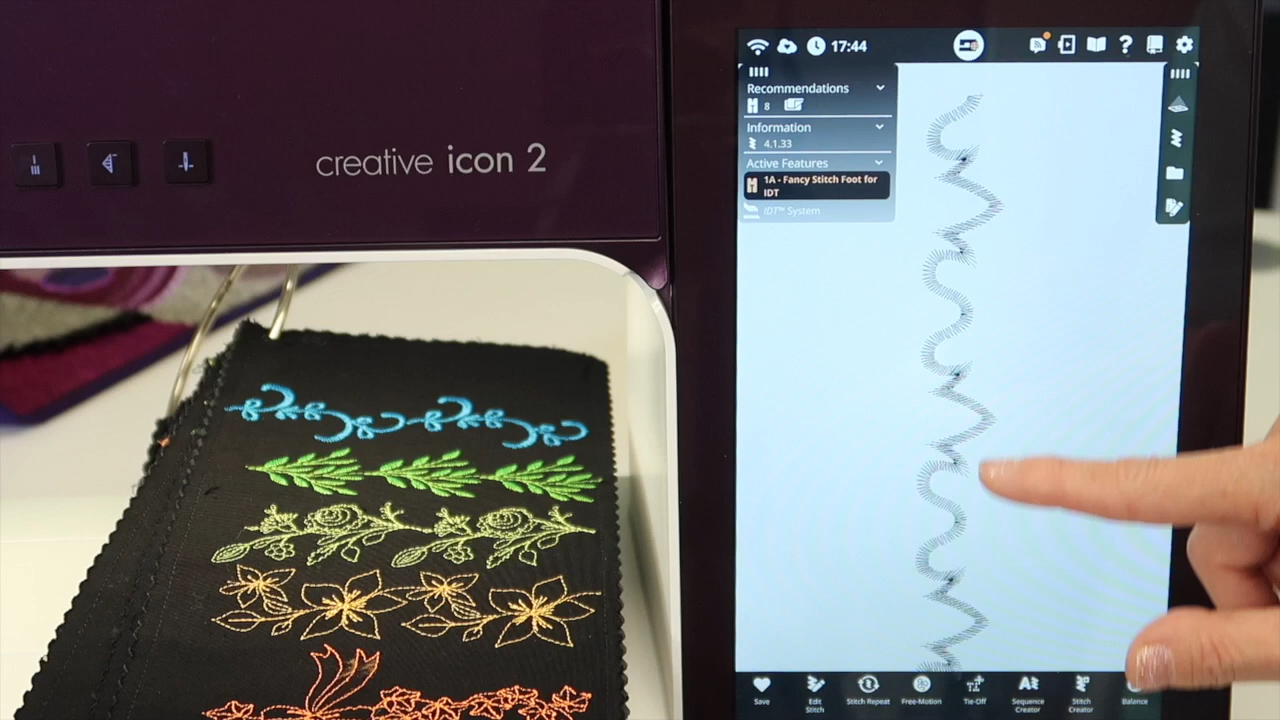 creative icon 2
17:44
Recommendations
8
Information
4.1.33
Active Features
1A - Fancy Stitch Foot for
IDT
IDT™ System
Save
Edit
Stitch
Stitch Repeat
Free-Motion
Tie-Off
Sequence
Creator
Stitch
Creator
Balance